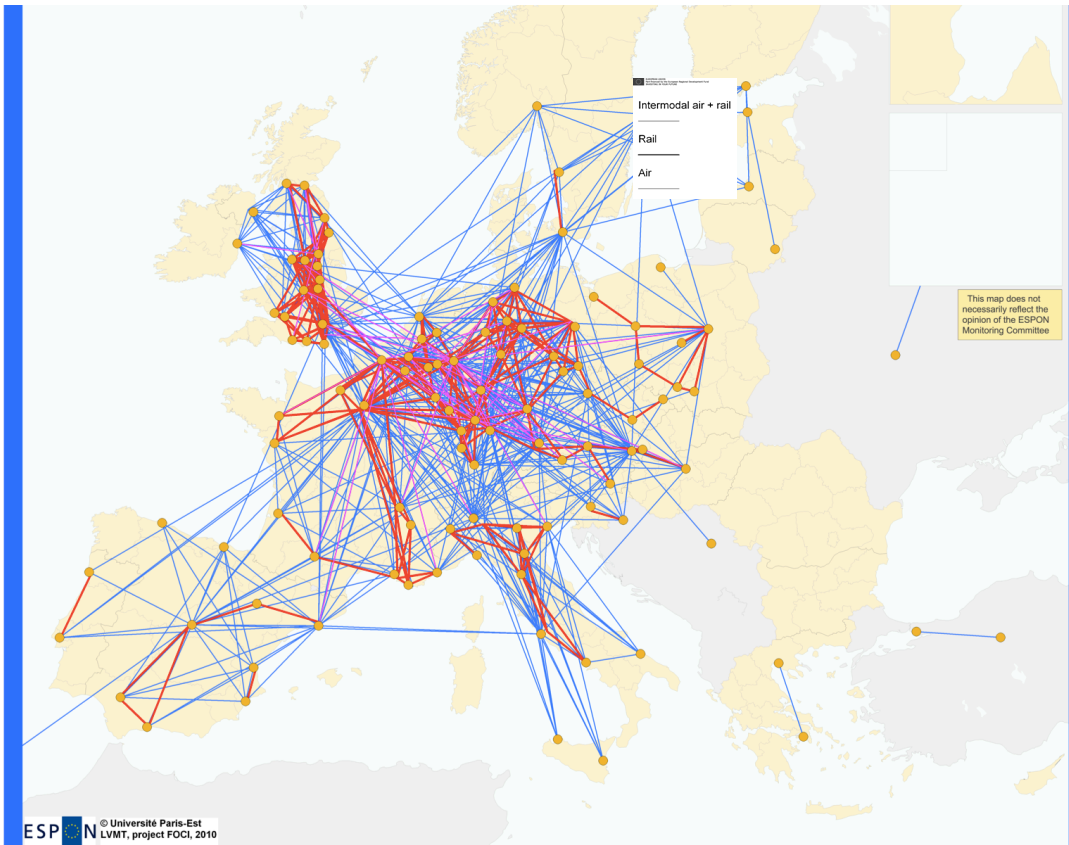 Intermodal air + rail
Rail
Air
This map does not
necessarily reflect the
opinion of the ESPON
Monitoring Committee
ESPON
© Université Paris-Est
LVMT, project FOCI, 2010